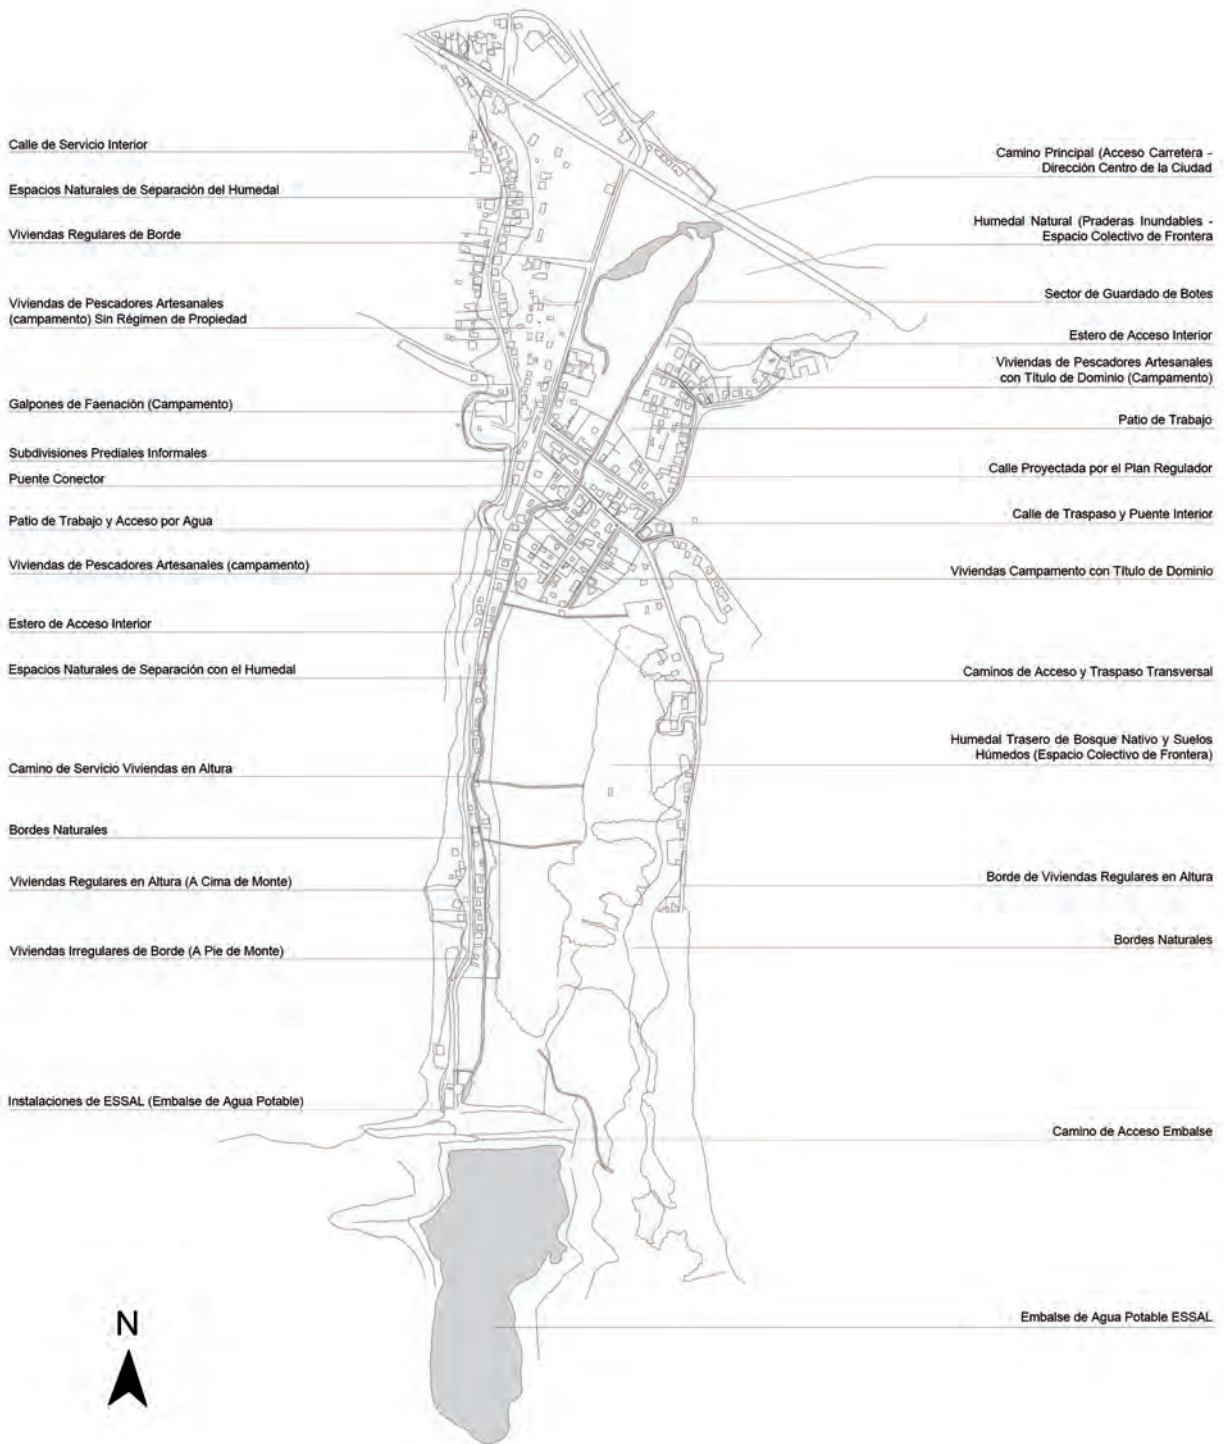 Calle de Servicio Interior
Espacios Naturales de Separación del Humedal
Viviendas Regulares de Borde
Viviendas de Pescadores Artesanales
(campamento) Sin Régimen de Propiedad
Galpones de Faenación (Campamento)
Subdivisiones Prediales Informales
Puente Conector
Patio de Trabajo y Acceso por Agua
Viviendas de Pescadores Artesanales (campamento)
Estero de Acceso Interior
Espacios Naturales de Separación con el Humedal
Camino de Servicio Viviendas en Altura
Bordes Naturales
Viviendas Regulares en Altura (A Cima de Monte)
Viviendas Irregulares de Borde (A Pie de Monte)
Instalaciones de ESSAL (Embalse de Agua Potable)
N
Camino Principal (Acceso Carretera -
Dirección Centro de la Ciudad
Humedal Natural (Praderas Inundables -
Espacio Colectivo de Frontera
Sector de Guardado de Botes
Estero de Acceso Interior
Viviendas de Pescadores Artesanales
con Título de Dominio (Campamento)
Patio de Trabajo
Calle Proyectada por el Plan Regulador
Calle de Traspaso y Puente Interior
Viviendas Campamento con Título de Dominio
Caminos de Acceso y Traspaso Transversal
Humedal Trasero de Bosque Nativo y Suelos
Húmedos (Espacio Colectivo de Frontera)
Borde de Viviendas Regulares en Altura
Bordes Naturales
Camino de Acceso Embalse
Embalse de Agua Potable ESSAL